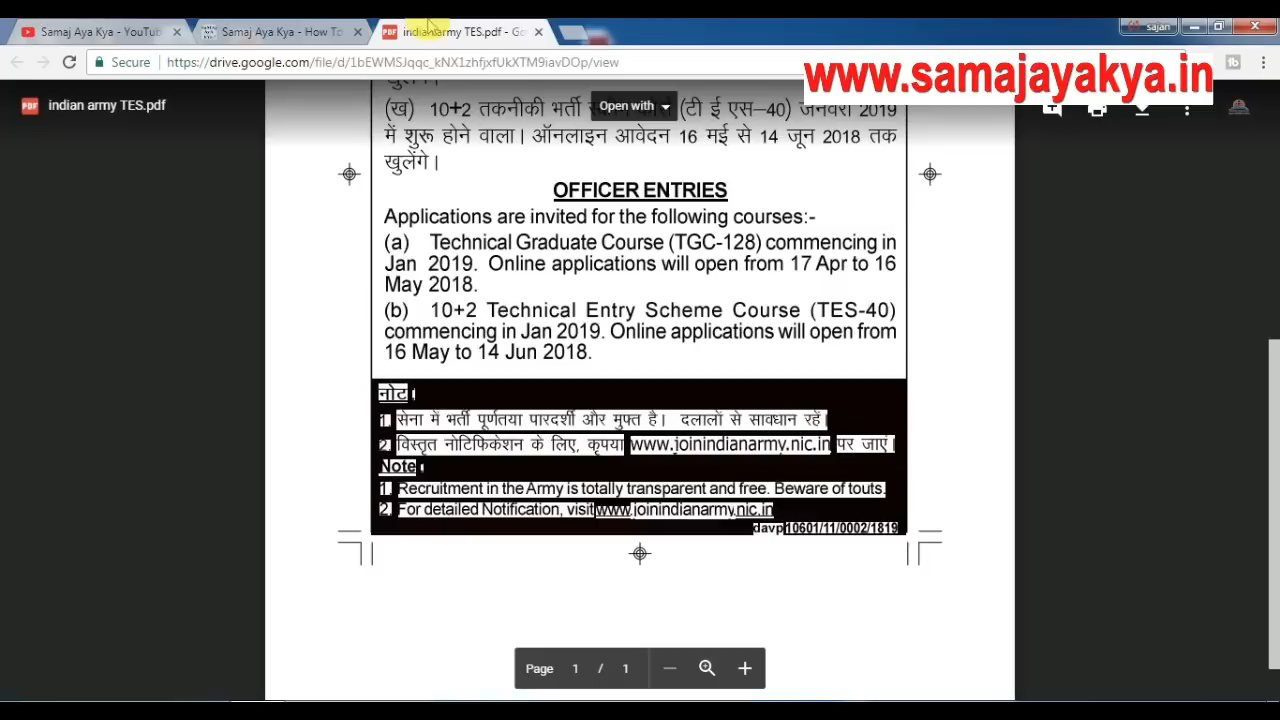 Samaj Aya Kya - YouTub
Samaj Aya Kya - How To
indian army TES.pdf - Go
sajan
Secure
https://drive.google.com/file/d/1bEWMSJqqc_kNX1zhPxfUkXTM9iavDOp/view
www.samajayakya.in
PDF
indian army TES.pdf
Open with
खुलेंगे।
(ख) 10+2 तकनीकी भर्ती (टी ई एस–40) जनवरी 2019
में शुरू होने वाला। ऑनलाइन आवेदन 16 मई से 14 जून 2018 तक
खुलेंगे।
OFFICER ENTRIES
Applications are invited for the following courses:-
(a) Technical Graduate Course (TGC-128) commencing in
Jan 2019. Online applications will open from 17 Apr to 16
May 2018.
(b) 10+2 Technical Entry Scheme Course (TES-40)
commencing in Jan 2019. Online applications will open from
16 May to 14 Jun 2018.
नोट :
1. सेना में भर्ती पूर्णतया पारदर्शी और मुफ्त है। दलालों से सावधान रहें।
2. विस्तृत नोटिफिकेशन के लिए, कृपया www.joinindianarmy.nic.in पर जाएं।
Note :
1. Recruitment in the Army is totally transparent and free. Beware of touts.
2. For detailed Notification, visit www.joinindianarmy.nic.in
davp 10601/11/0002/1819
Page 1 / 1